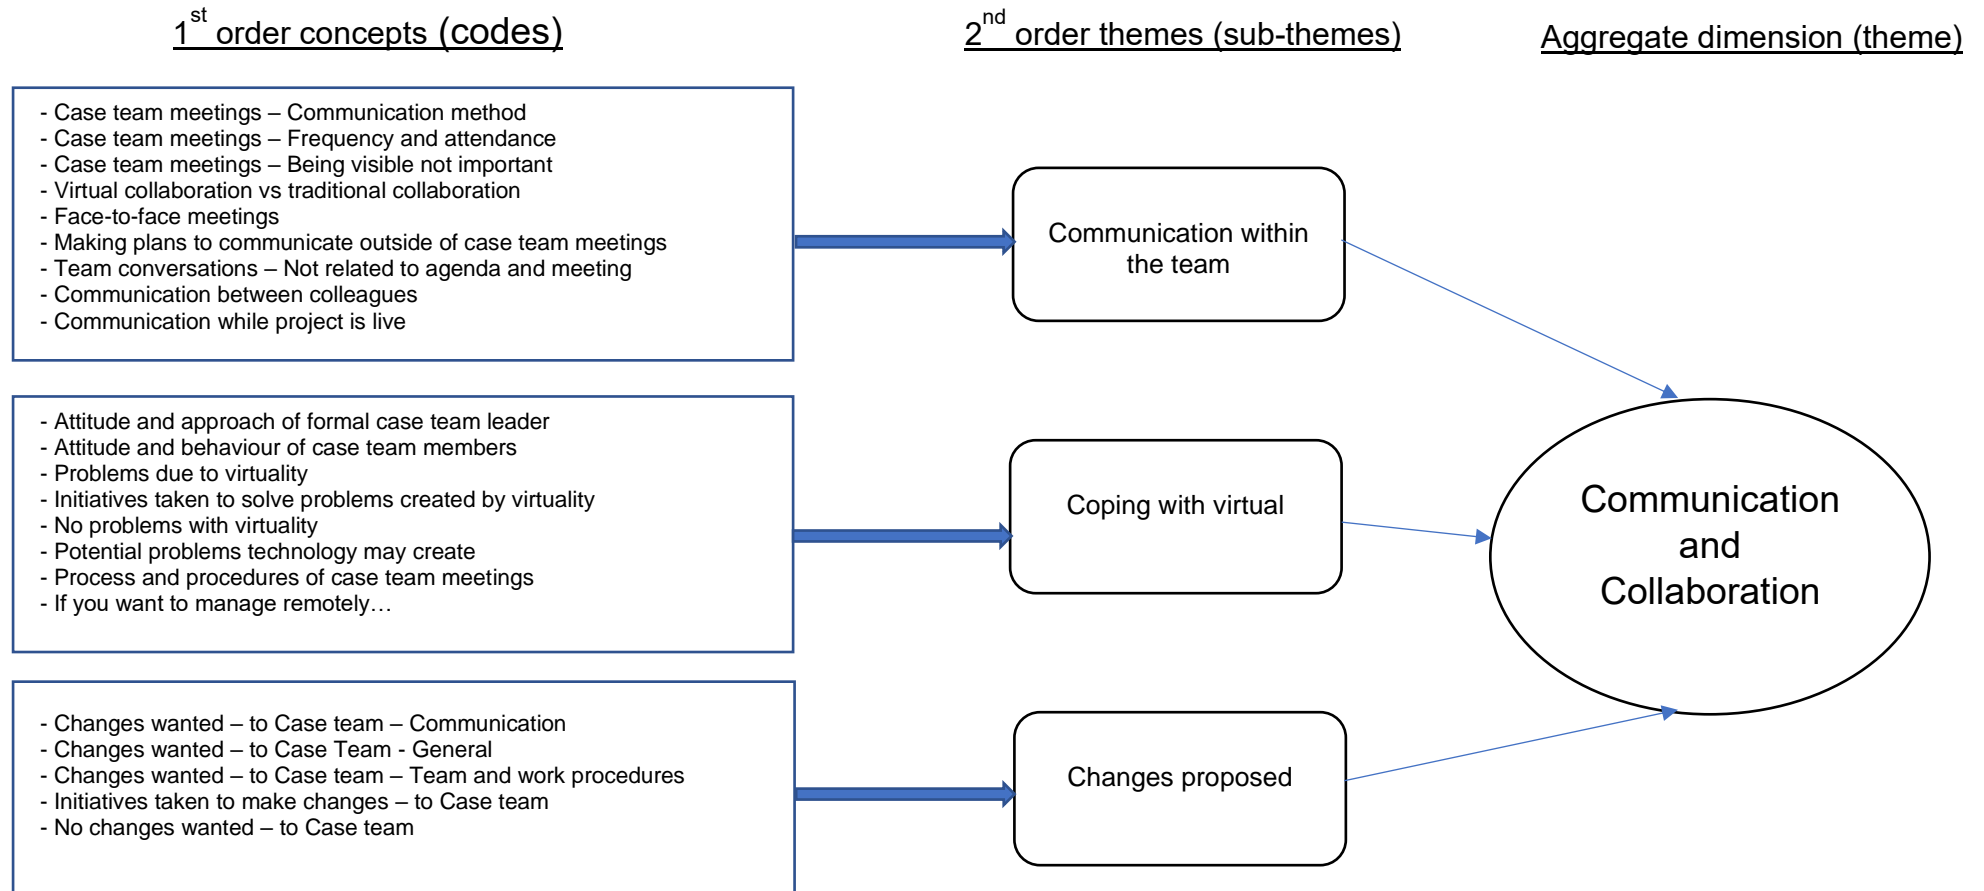 1st order concepts (codes)
2nd order themes (sub-themes)
Aggregate dimension (theme)
- Case team meetings – Communication method
- Case team meetings – Frequency and attendance
- Case team meetings – Being visible not important
- Virtual collaboration vs traditional collaboration
- Face-to-face meetings
- Making plans to communicate outside of case team meetings
- Team conversations – Not related to agenda and meeting
- Communication between colleagues
- Communication while project is live
Communication within
the team
- Attitude and approach of formal case team leader
- Attitude and behaviour of case team members
- Problems due to virtuality
- Initiatives taken to solve problems created by virtuality
- No problems with virtuality
- Potential problems technology may create
- Process and procedures of case team meetings
- If you want to manage remotely…
Coping with virtual
Communication
and
Collaboration
- Changes wanted – to Case team – Communication
- Changes wanted – to Case Team - General
- Changes wanted – to Case team – Team and work procedures
- Initiatives taken to make changes – to Case team
- No changes wanted – to Case team
Changes proposed